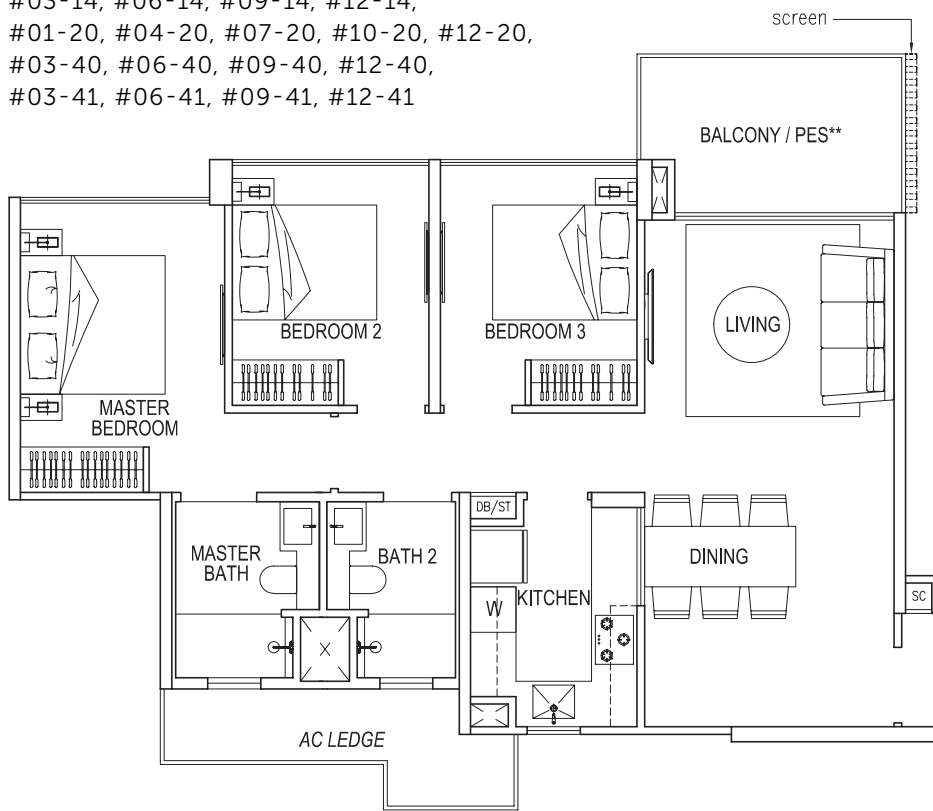 #03-14, #06-14, #09-14, #12-14,
#01-20, #04-20, #07-20, #10-20, #12-20,
#03-40, #06-40, #09-40, #12-40,
#03-41, #06-41, #09-41, #12-41
screen
BALCONY / PES**
BEDROOM 2
BEDROOM 3
LIVING
MASTER
BEDROOM
DB/ST
MASTER
BATH
BATH 2
W
KITCHEN
DINING
SC
AC LEDGE